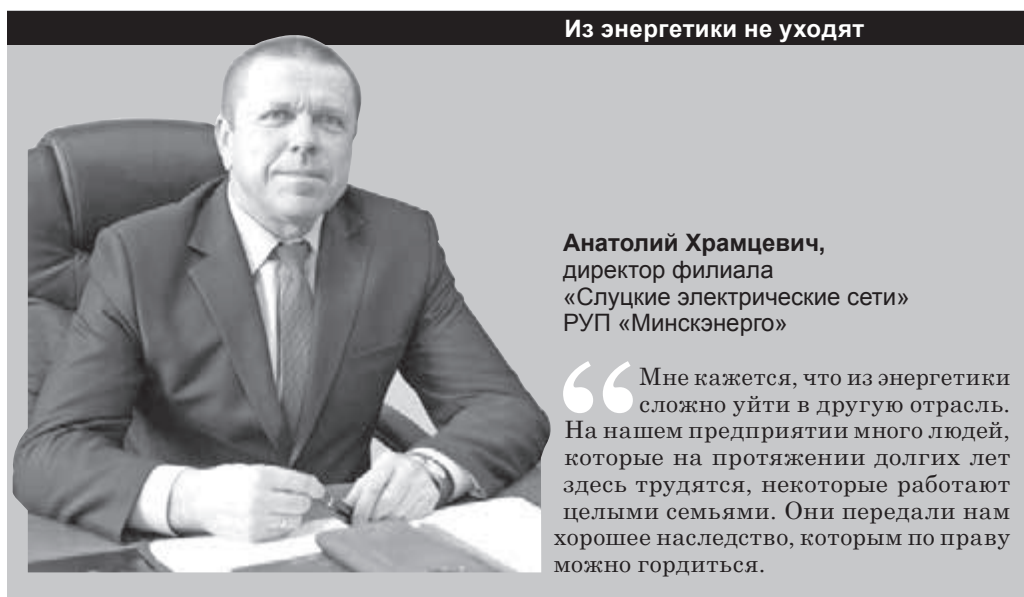 Из энергетики не уходят
Анатолий Храмцевич,
директор филиала
«Слуцкие электрические сети»
РУП «Минскэнерго»
“ Мне кажется, что из энергетики
сложно уйти в другую отрасль.
На нашем предприятии много людей,
которые на протяжении долгих лет
здесь трудятся, некоторые работают
целыми семьями. Они передали нам
хорошее наследство, которым по праву
можно гордиться.